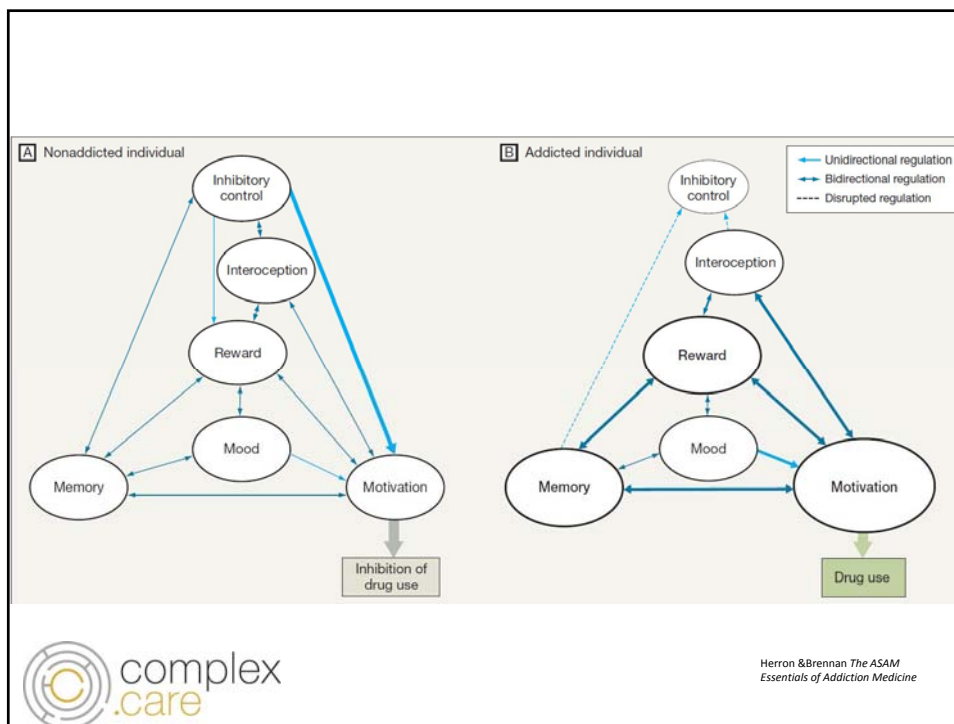 A Nonaddicted individual
Inhibitory
control
Interoception
Reward
Mood
Memory
Motivation
Inhibition of
drug use
B Addicted individual
Unidirectional regulation
Bidirectional regulation
Disrupted regulation
Inhibitory
control
Interoception
Reward
Mood
Memory
Motivation
Drug use
complex
.care
Herron &Brennan The ASAM
Essentials of Addiction Medicine